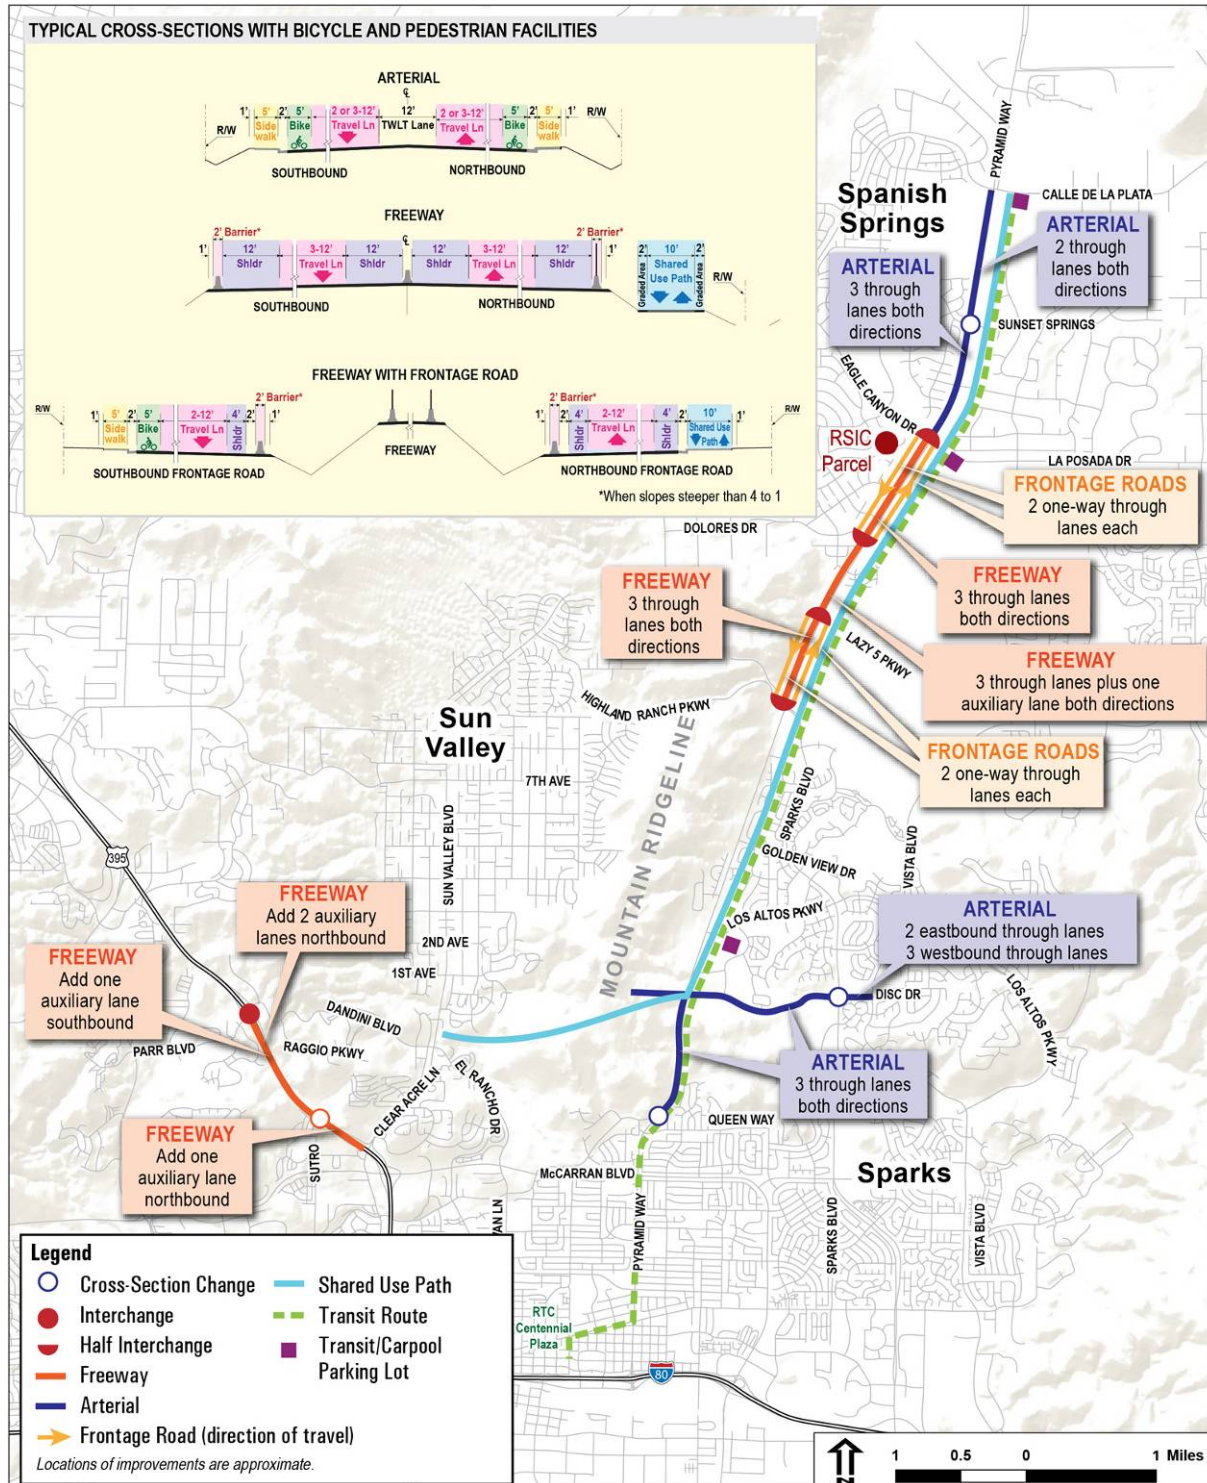 TYPICAL CROSS-SECTIONS WITH BICYCLE AND PEDESTRIAN FACILITIES
ARTERIAL
℄
1' 5' 2' 5' 2 or 3-12' 12' 2 or 3-12' 5' 2' 5' 1'
R/W Side walk Bike Travel Ln TWLT Lane Travel Ln Bike Side walk R/W
SOUTHBOUND NORTHBOUND
FREEWAY
2' Barrier* ℄ 2' Barrier*
1' 12' 3-12' 12' 12' 3-12' 12' 1' 2' 10' 2'
Shldr Travel Ln Shldr Shldr Travel Ln Shldr Graded Area Shared Use Path Graded Area R/W
SOUTHBOUND NORTHBOUND
FREEWAY WITH FRONTAGE ROAD
2' Barrier* 2' Barrier*
R/W 1' 5' 2' 5' 2-12' 4' 2' 1' 1' 2' 4' 2-12' 4' 2' 10' 1' R/W
Side walk Bike Travel Ln Shldr Shldr Travel Ln Shldr Shared Use Path
FREEWAY
SOUTHBOUND FRONTAGE ROAD NORTHBOUND FRONTAGE ROAD
*When slopes steeper than 4 to 1
PYRAMID WAY
Spanish
Springs
CALLE DE LA PLATA
ARTERIAL
2 through
lanes both
directions
ARTERIAL
3 through
lanes both
directions
SUNSET SPRINGS
EAGLE CANYON DR
RSIC
Parcel
LA POSADA DR
FRONTAGE ROADS
2 one-way through
lanes each
DOLORES DR
FREEWAY
3 through
lanes both
directions
FREEWAY
3 through lanes
both directions
LAZY 5 PKWY
FREEWAY
3 through lanes plus one
auxiliary lane both directions
HIGHLAND RANCH PKWY
Sun
Valley
MOUNTAIN RIDGELINE
FRONTAGE ROADS
2 one-way through
lanes each
7TH AVE
SUN VALLEY BLVD
SPARKS BLVD
GOLDEN VIEW DR
VISTA BLVD
395
LOS ALTOS PKWY
FREEWAY
Add 2 auxiliary
lanes northbound
ARTERIAL
2 eastbound through lanes
3 westbound through lanes
2ND AVE
1ST AVE
FREEWAY
Add one
auxiliary lane
southbound
DISC DR
LOS ALTOS PKWY
DANDINI BLVD
PARR BLVD
RAGGIO PKWY
EL RANCHO DR
CLEAR ACRE LN
ARTERIAL
3 through lanes
both directions
QUEEN WAY
FREEWAY
Add one
auxiliary lane
northbound
SUTRO
McCARRAN BLVD
Sparks
VAN LN
PYRAMID WAY
SPARKS BLVD
VISTA BLVD
RTC
Centennial
Plaza
80
Legend
Cross-Section Change
Interchange
Half Interchange
Freeway
Arterial
Frontage Road (direction of travel)
Shared Use Path
Transit Route
Transit/Carpool
Parking Lot
Locations of improvements are approximate.
1 0.5 0 1 Miles